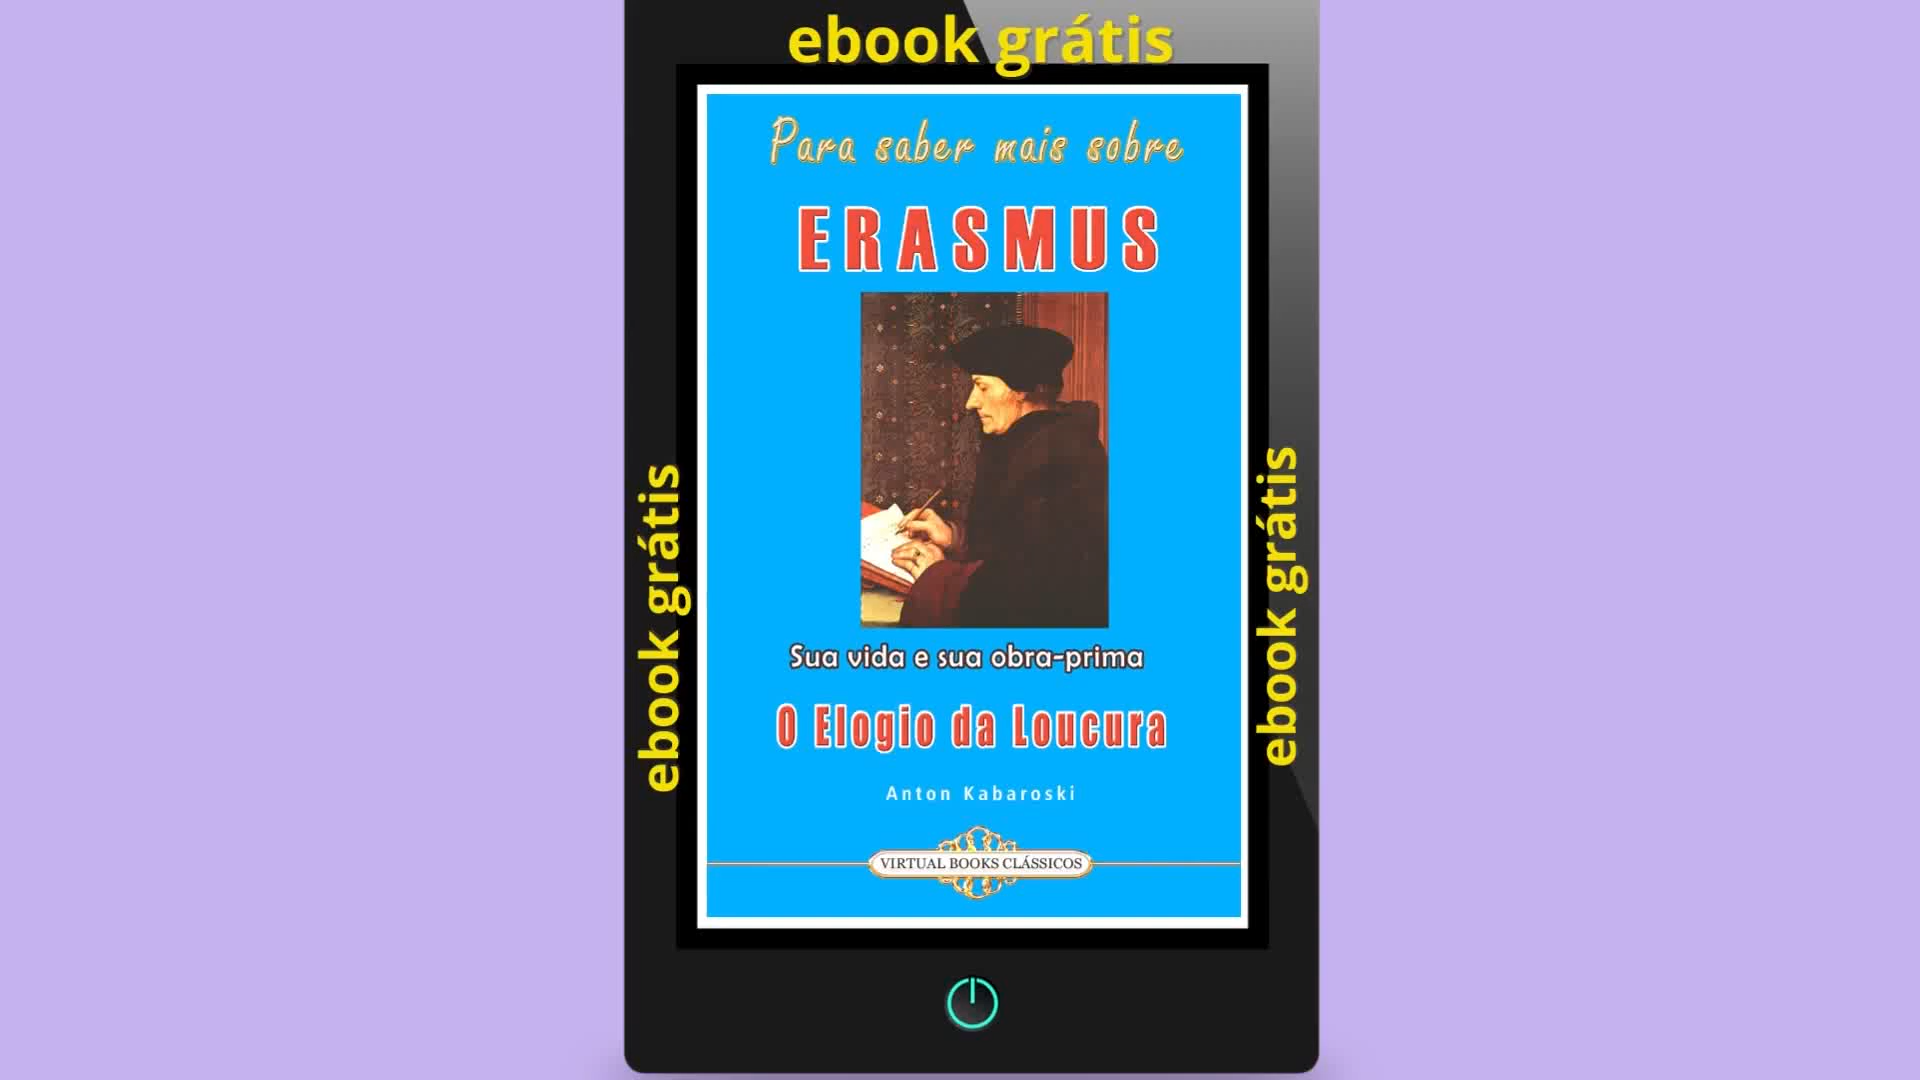 ebook grátis
Para saber mais sobre
ERASMUS
Sua vida e sua obra-prima
O Elogio da Loucura
Anton Kabaroski
VIRTUAL BOOKS CLÁSSICOS
ebook grátis
ebook grátis